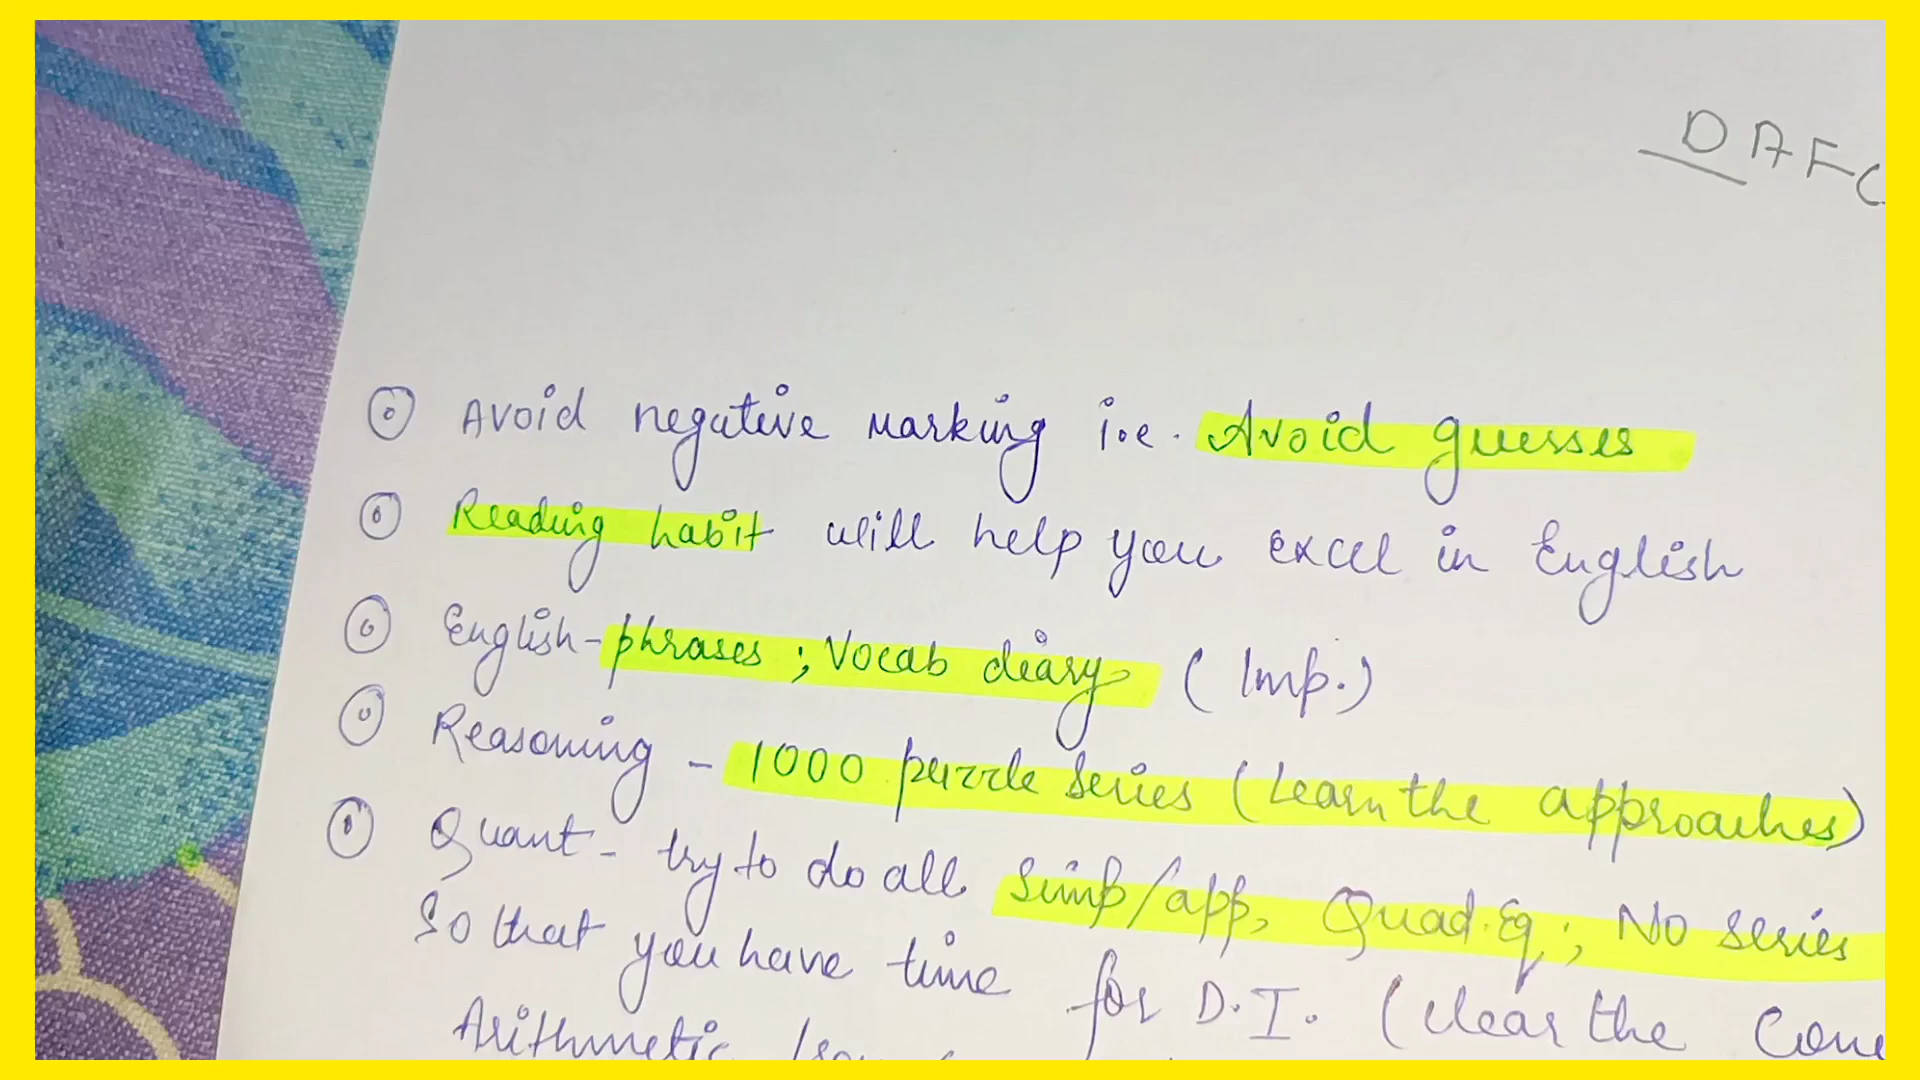 DAFC
Avoid negative marking i.e. Avoid guesses
Reading habit will help you excel in English
English - phrases ; Vocab diary (Imp.)
Reasoning - 1000 puzzle series (Learn the approaches)
Quant - try to do all simp/app, Quad. Eq.; No series
So that you have time for D.I. (clear the
Arithmetic